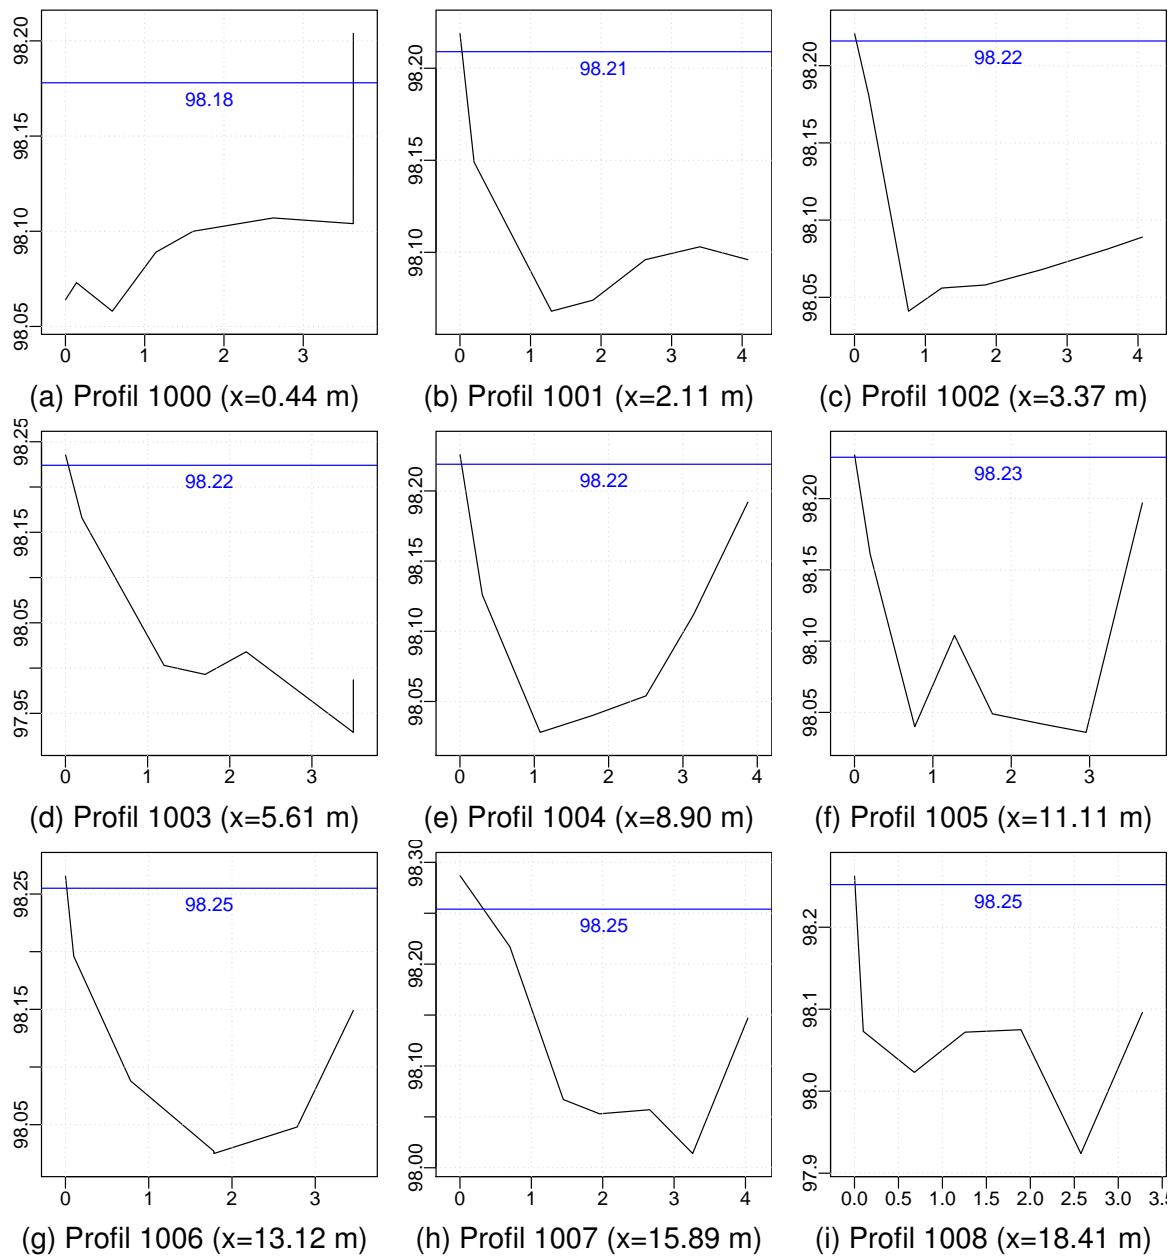 98.20
98.15
98.10
98.05
98.18
0 1 2 3
(a) Profil 1000 (x=0.44 m)
98.20
98.15
98.10
98.21
0 1 2 3 4
(b) Profil 1001 (x=2.11 m)
98.20
98.15
98.10
98.05
98.22
0 1 2 3 4
(c) Profil 1002 (x=3.37 m)
98.25
98.15
98.05
97.95
98.22
0 1 2 3
(d) Profil 1003 (x=5.61 m)
98.20
98.15
98.10
98.05
98.22
0 1 2 3 4
(e) Profil 1004 (x=8.90 m)
98.20
98.15
98.10
98.05
98.23
0 1 2 3
(f) Profil 1005 (x=11.11 m)
98.25
98.15
98.05
98.25
0 1 2 3
(g) Profil 1006 (x=13.12 m)
98.30
98.20
98.10
98.00
98.25
0 1 2 3 4
(h) Profil 1007 (x=15.89 m)
98.2
98.1
98.0
97.9
98.25
0.0 0.5 1.0 1.5 2.0 2.5 3.0 3.5
(i) Profil 1008 (x=18.41 m)